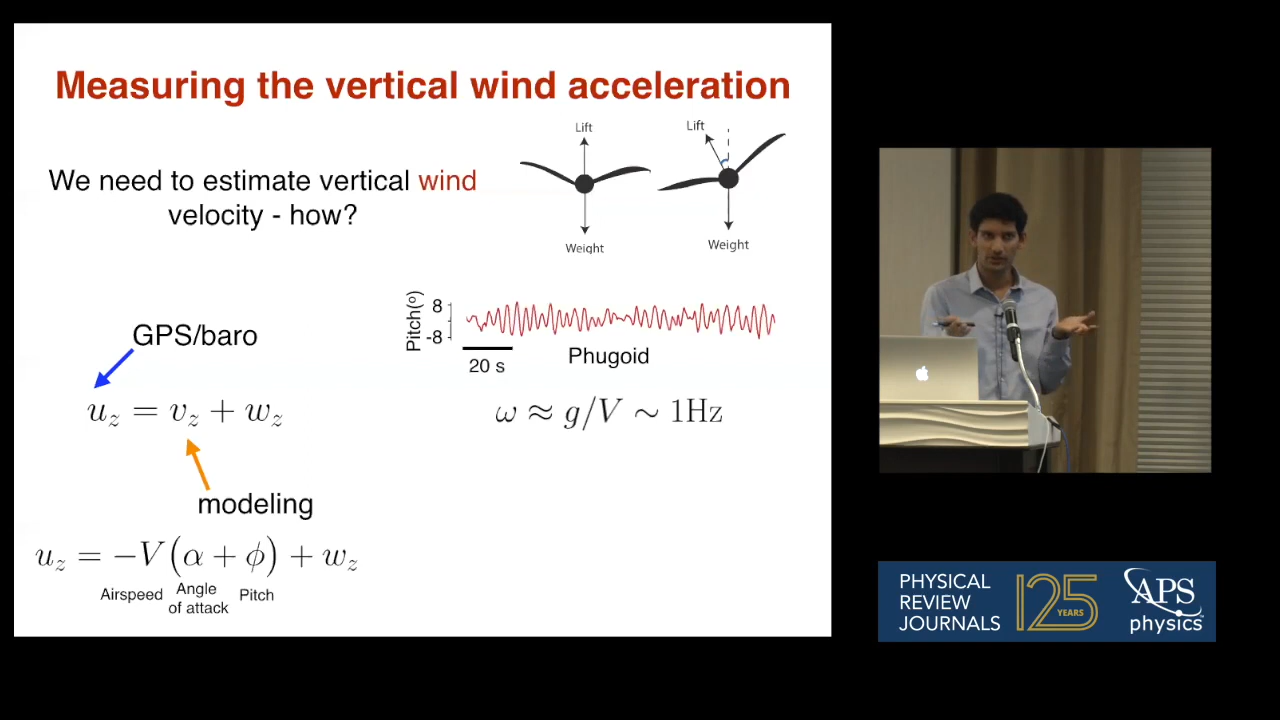 Measuring the vertical wind acceleration
We need to estimate vertical wind
velocity - how?
Lift
Weight
Lift
Weight
GPS/baro
u_z = v_z + w_z
modeling
u_z = −V(α + ϕ) + w_z
Airspeed
Angle
of attack
Pitch
Pitch(º)
8
-8
20 s
Phugoid
ω ≈ g/V ∼ 1Hz
PHYSICAL
REVIEW
JOURNALS
125
YEARS
APS
physics